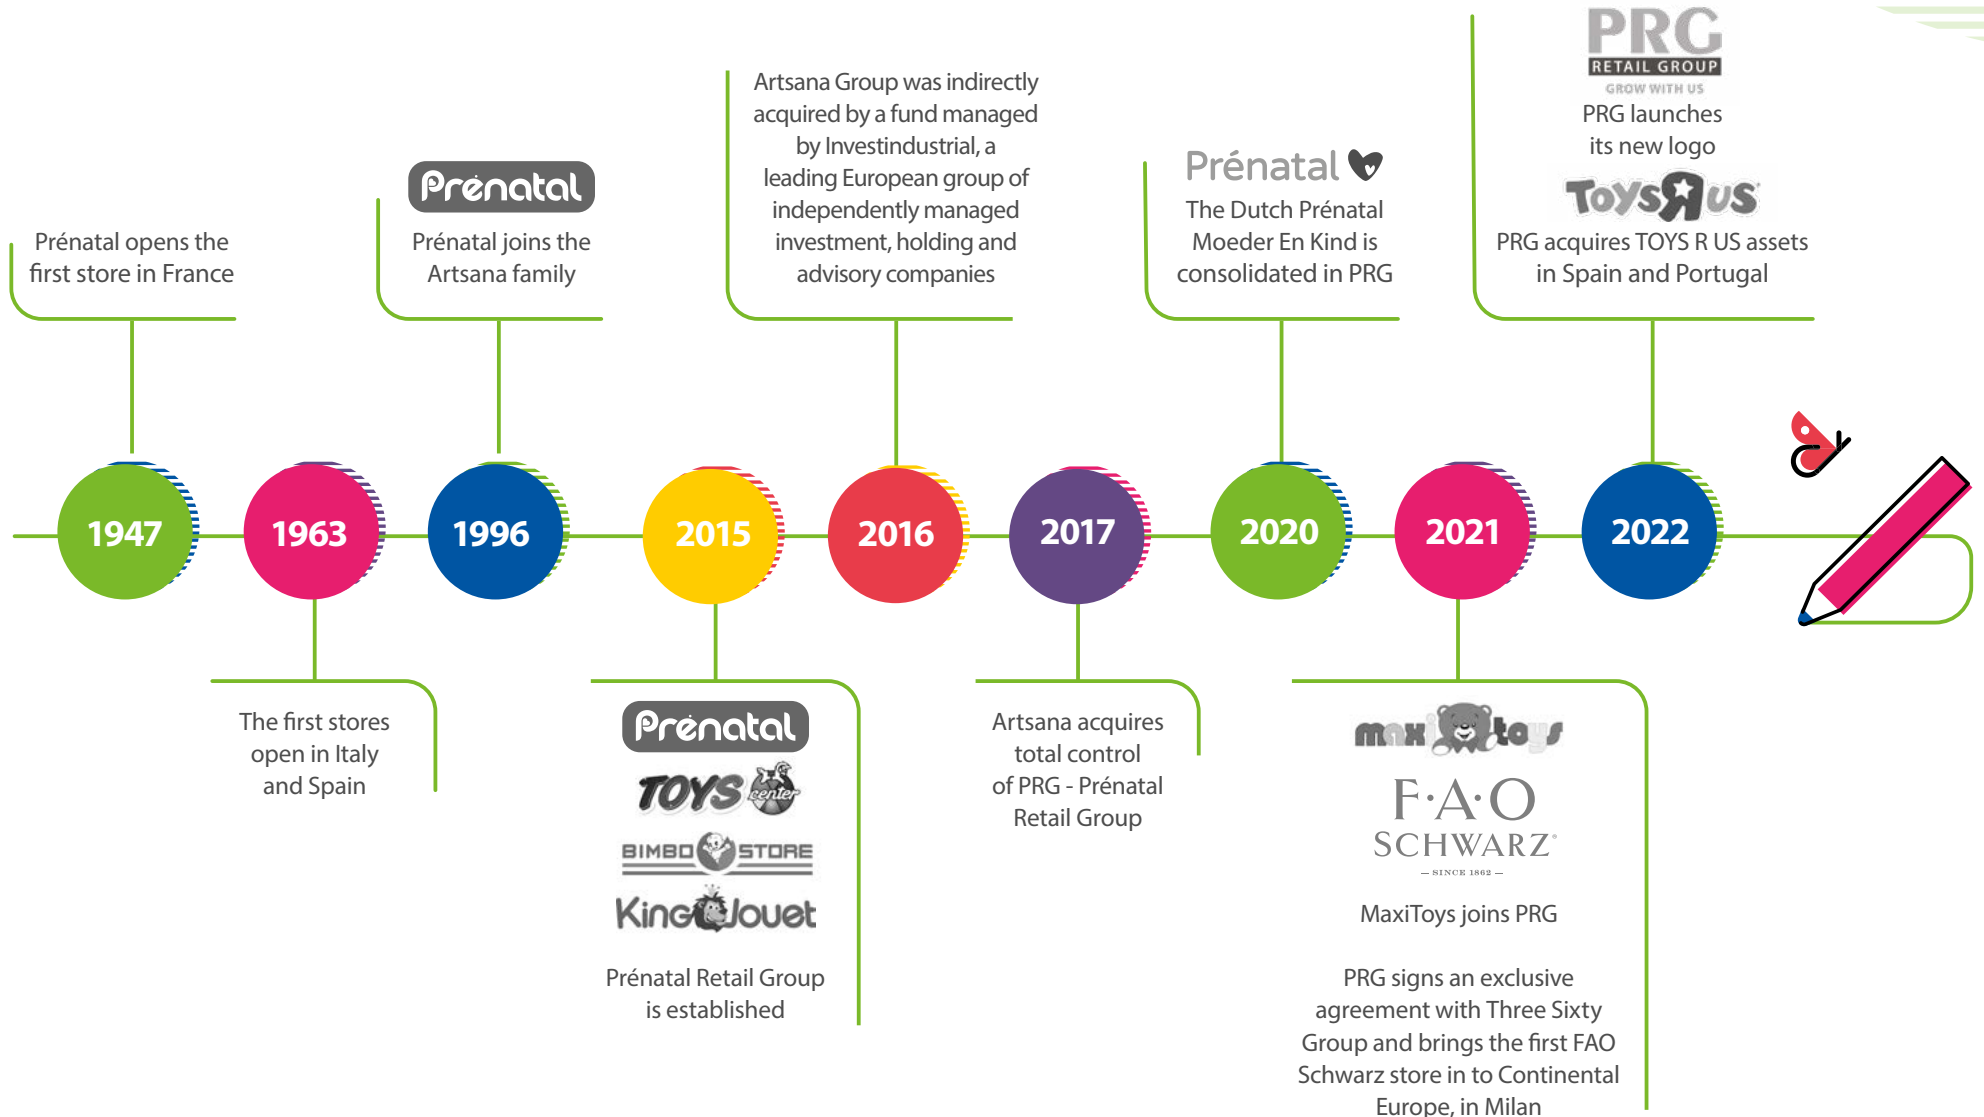 Prénatal opens the
first store in France
1947
1963
The first stores
open in Italy
and Spain
Prénatal
Prénatal joins the
Artsana family
1996
2015
Prénatal
TOYS center
BIMBO STORE
King Jouet
Prénatal Retail Group
is established
Artsana Group was indirectly
acquired by a fund managed
by Investindustrial, a
leading European group of
independently managed
investment, holding and
advisory companies
2016
2017
Artsana acquires
total control
of PRG - Prénatal
Retail Group
Prénatal
The Dutch Prénatal
Moeder En Kind is
consolidated in PRG
2020
2021
maxi toys
F·A·O
SCHWARZ®
— SINCE 1862 —
MaxiToys joins PRG
PRG signs an exclusive
agreement with Three Sixty
Group and brings the first FAO
Schwarz store in to Continental
Europe, in Milan
PRG
RETAIL GROUP
GROW WITH US
PRG launches
its new logo
TOYS R US
PRG acquires TOYS R US assets
in Spain and Portugal
2022